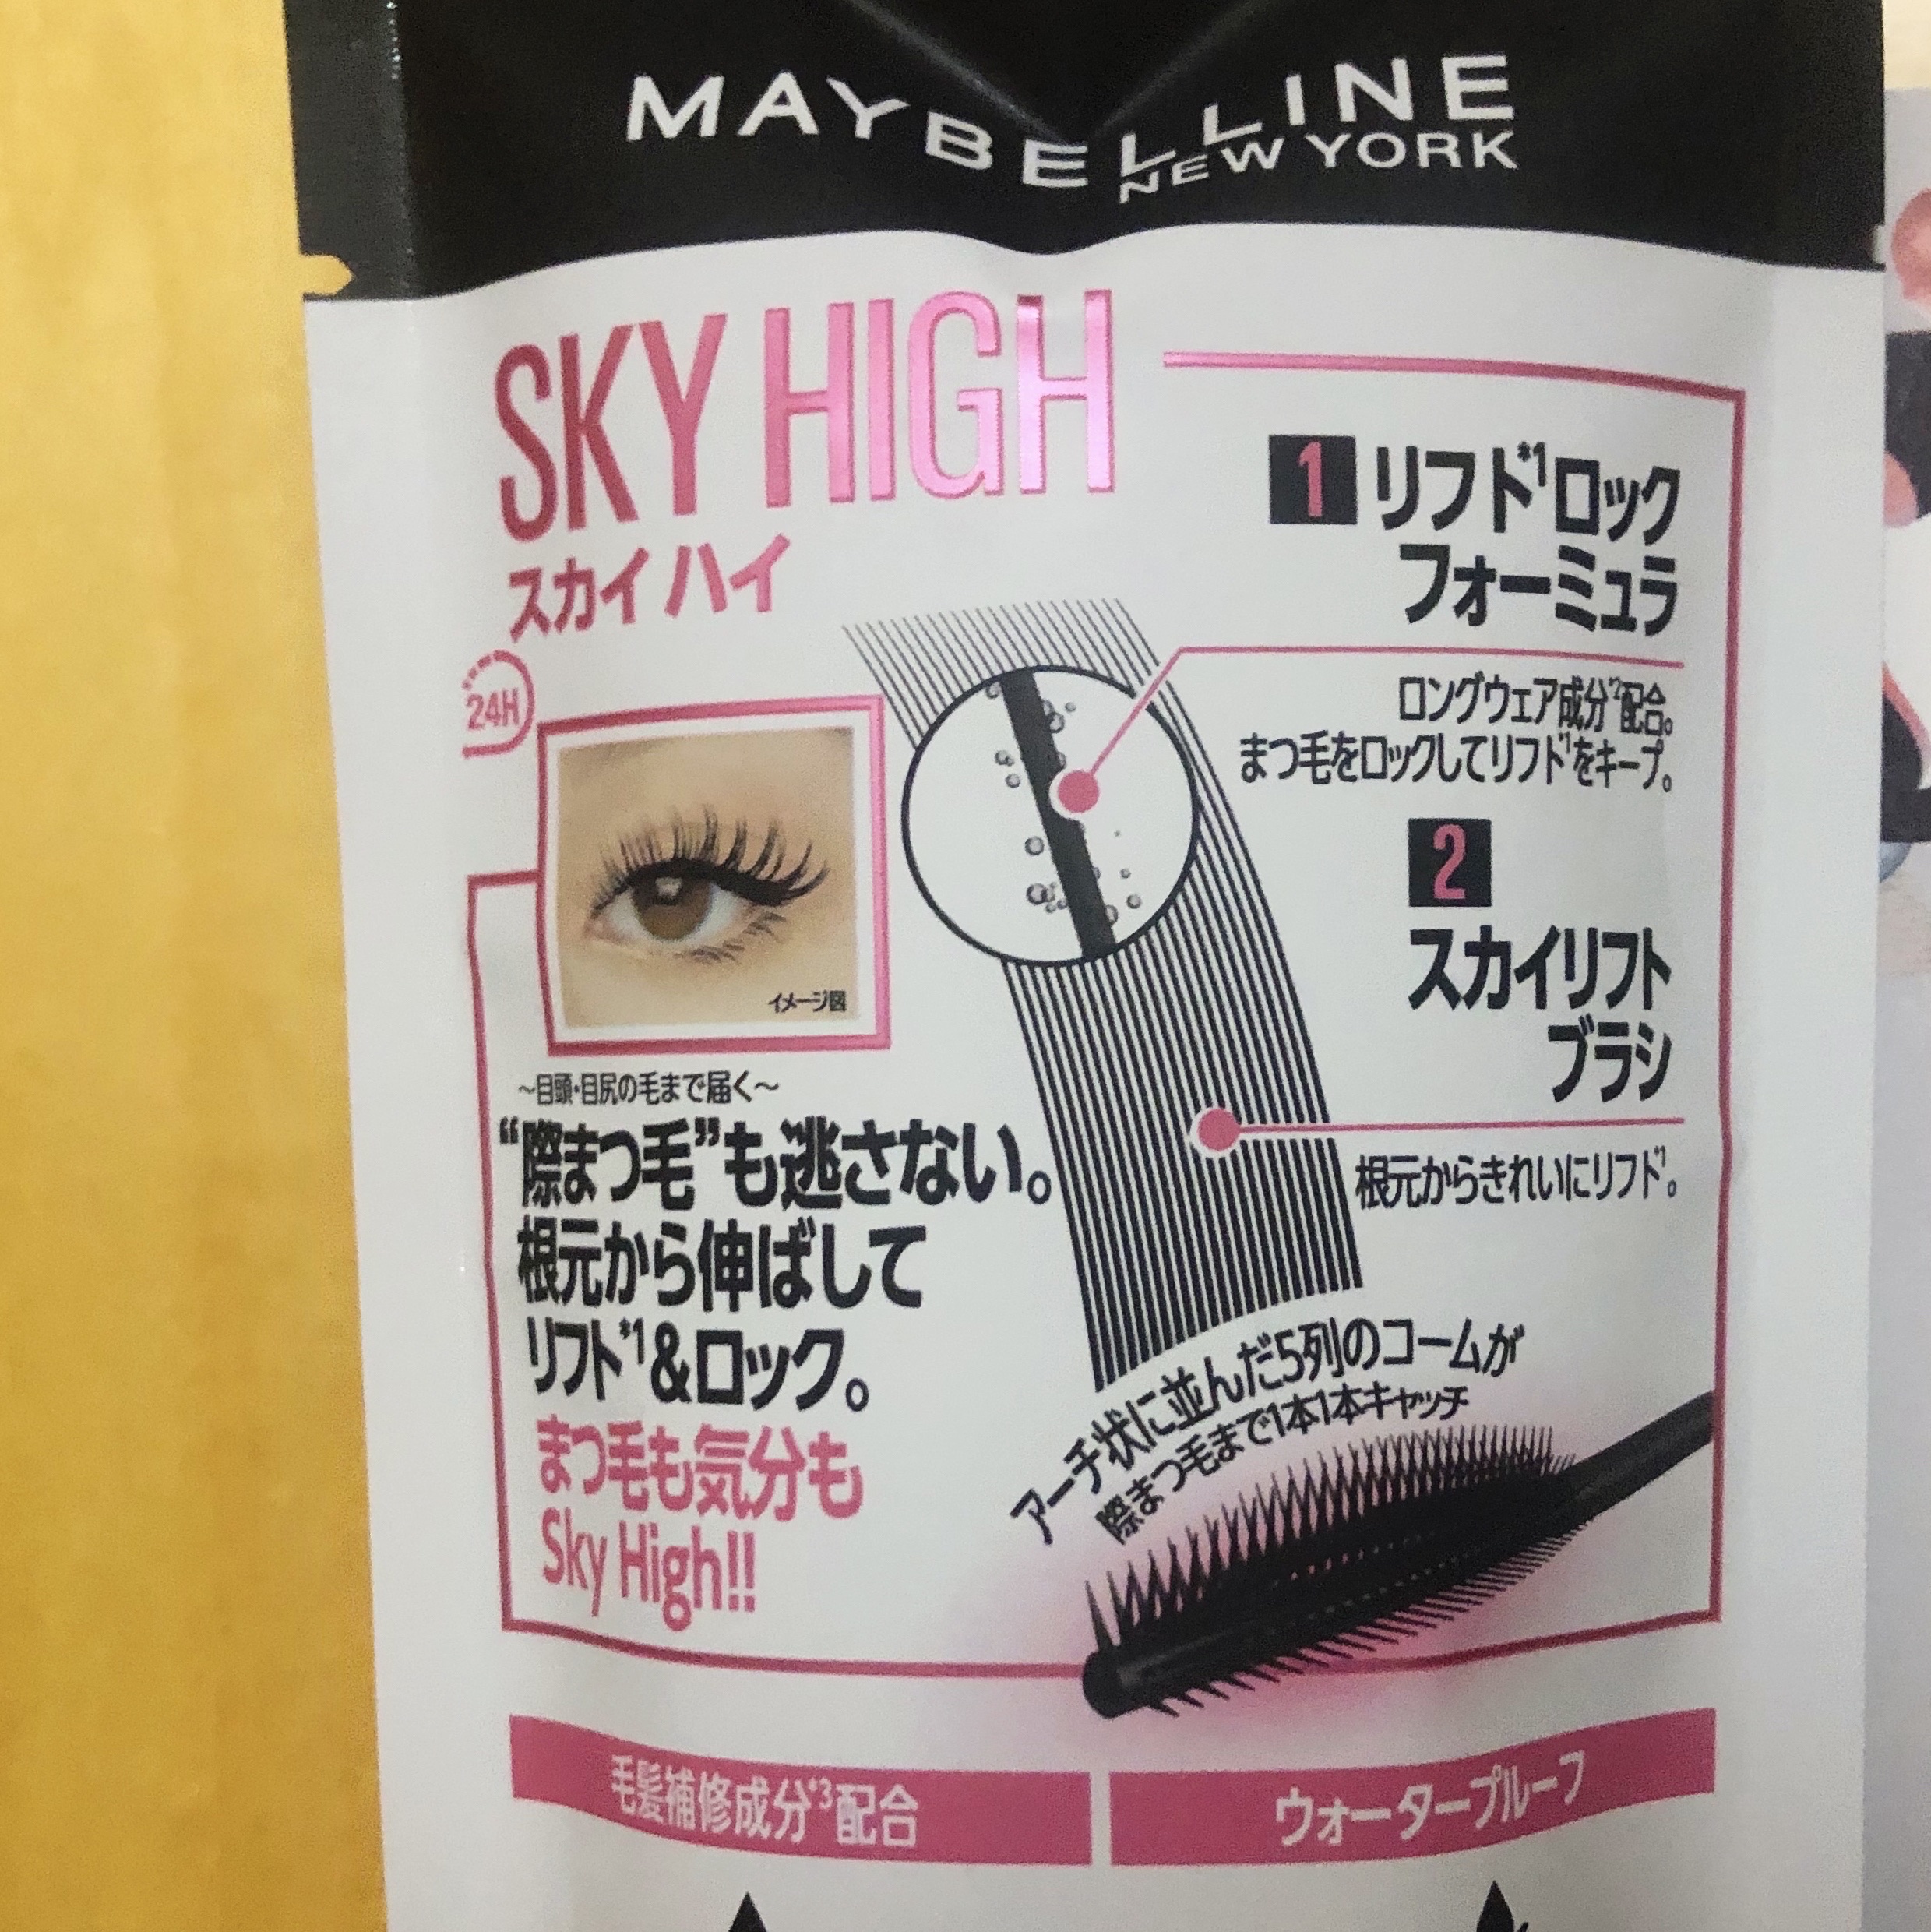 MAYBELLINE
NEW YORK
SKY HIGH
スカイ ハイ
24H
イメージ図
～目頭・目尻の毛まで届く～
“際まつ毛”も逃さない。
根元から伸ばして
リフト*1&ロック。
まつ毛も気分も
Sky High!!
1 リフト*1ロック
フォーミュラ
ロングウェア成分*2配合。
まつ毛をロックしてリフト*1をキープ。
2
スカイリフト
ブラシ
根元からきれいにリフト*1。
アーチ状に並んだ5列のコームが
際まつ毛まで1本1本キャッチ
毛髪補修成分*3配合
ウォータープルーフ